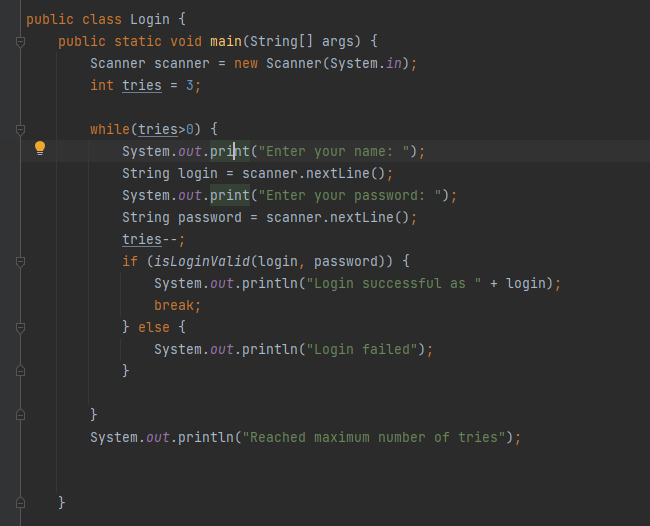 public class Login {
    public static void main(String[] args) {
        Scanner scanner = new Scanner(System.in);
        int tries = 3;
        while(tries>0) {
            System.out.print("Enter your name: ");
            String login = scanner.nextLine();
            System.out.print("Enter your password: ");
            String password = scanner.nextLine();
            tries--;
            if (isLoginValid(login, password)) {
                System.out.println("Login successful as " + login);
                break;
            } else {
                System.out.println("Login failed");
            }
        }
        System.out.println("Reached maximum number of tries");
    }